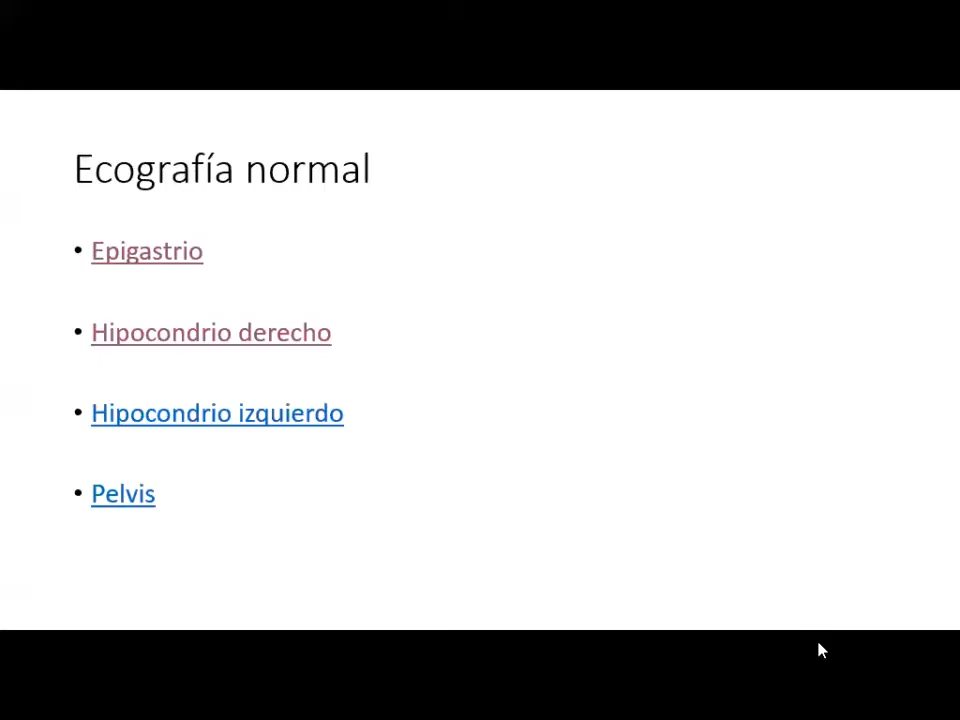 Ecografía normal
• Epigastrio
• Hipocondrio derecho
• Hipocondrio izquierdo
• Pelvis